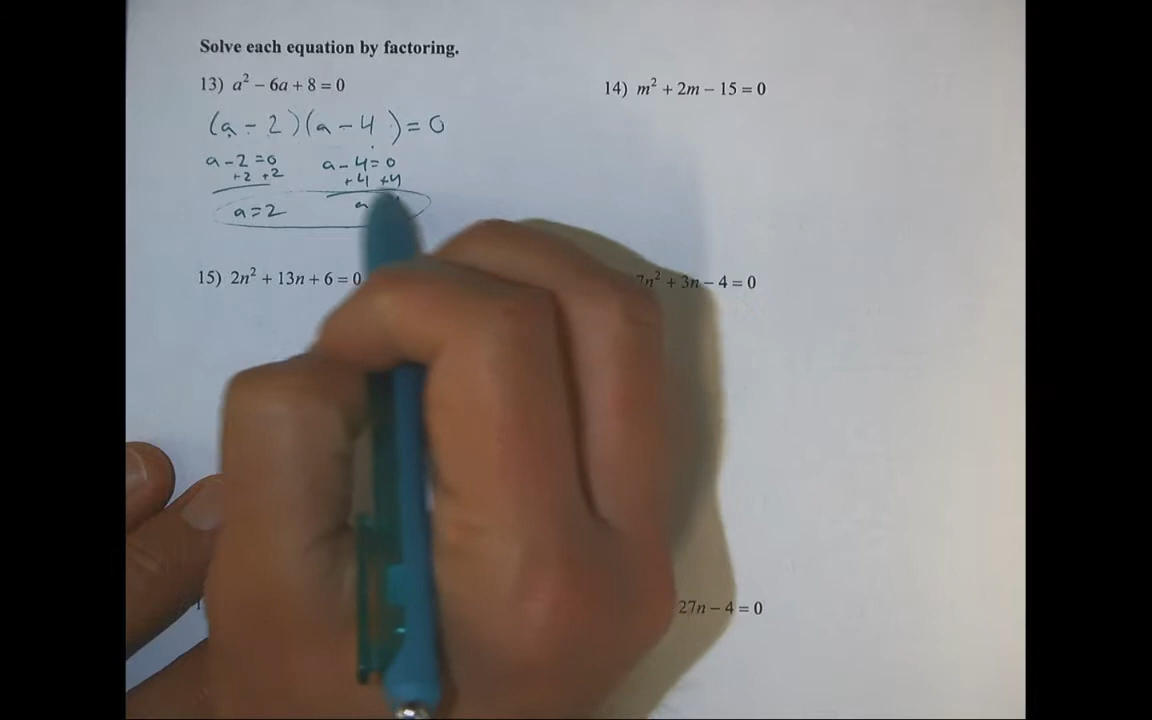 Solve each equation by factoring.
13) a² − 6a + 8 = 0
(a − 2)(a − 4) = 0
a − 2 = 0 a − 4 = 0
+2 +2 +4 +4
a = 2 a
14) m² + 2m − 15 = 0
15) 2n² + 13n + 6 = 0
7n² + 3n − 4 = 0
27n − 4 = 0